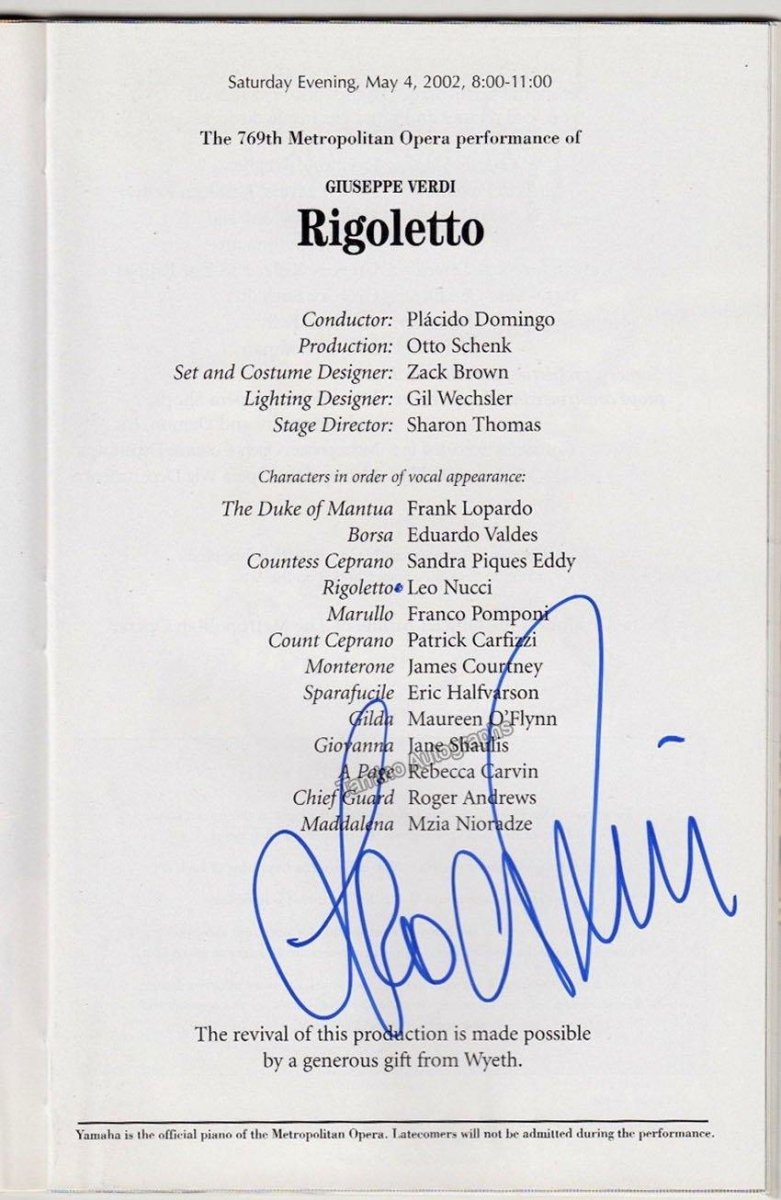 Saturday Evening, May 4, 2002, 8:00-11:00
The 769th Metropolitan Opera performance of
GIUSEPPE VERDI
Rigoletto
Conductor: Plácido Domingo
Production: Otto Schenk
Set and Costume Designer: Zack Brown
Lighting Designer: Gil Wechsler
Stage Director: Sharon Thomas
Characters in order of vocal appearance:
The Duke of Mantua Frank Lopardo
Borsa Eduardo Valdes
Countess Ceprano Sandra Piques Eddy
Rigoletto Leo Nucci
Marullo Franco Pomponi
Count Ceprano Patrick Carfizzi
Monterone James Courtney
Sparafucile Eric Halfvarson
Gilda Maureen O'Flynn
Giovanna Jane Shaulis
A Page Rebecca Carvin
Chief Guard Roger Andrews
Maddalena Mzia Nioradze
Tamino Autographs
Leo Nucci
The revival of this production is made possible
by a generous gift from Wyeth.
Yamaha is the official piano of the Metropolitan Opera. Latecomers will not be admitted during the performance.